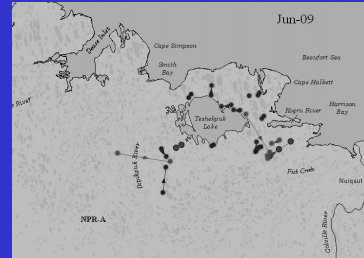 Jun-09
Dease Inlet
Cape Simpson
Beaufort Sea
Smith
Bay
Cape Halkett
River
Kogru River
Harrison
Bay
Teshekpuk
Lake
Ikpikpuk River
Fish Creek
Nuiqsut
NPR-A
Colville River